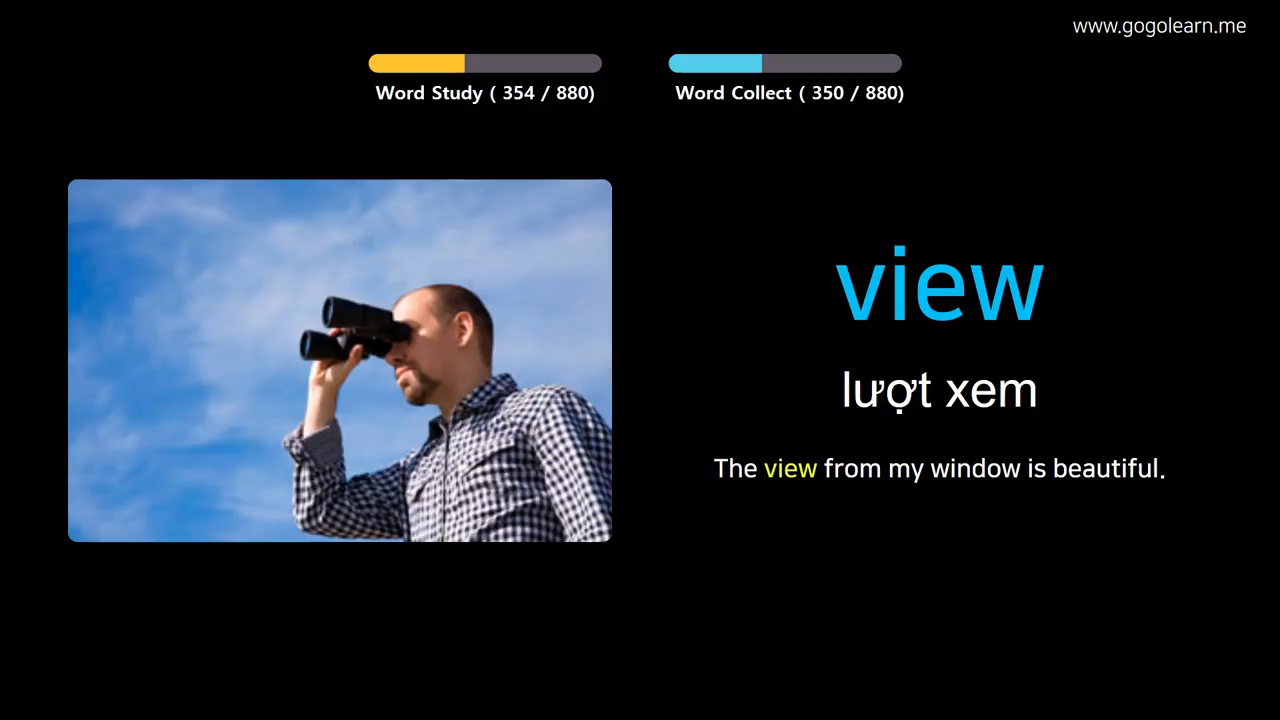 www.gogolearn.me
Word Study ( 354 / 880)
Word Collect ( 350 / 880)
view
lượt xem
The view from my window is beautiful.